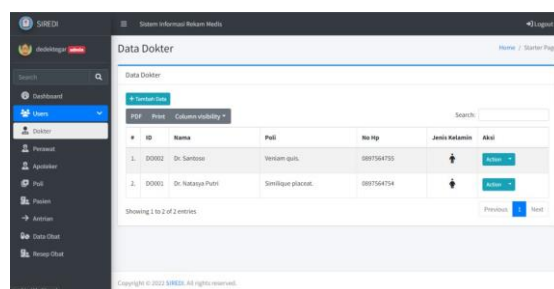 SIREDI
Sistem Informasi Rekam Medis
Logout
dedektegar admin
Search
Dashboard
Users
Dokter
Perawat
Apoteker
Poli
Pasien
Antrian
Data Obat
Resep Obat
Data Dokter
Home / Starter Page
Data Dokter
+ Tambah Data
PDF Print Column visibility
Search:
# ID Nama Poli No Hp Jenis Kelamin Aksi
1. D0002 Dr. Santoso Veniam quis. 0897564755 Action
2. D0001 Dr. Natasya Putri Similique placeat. 0897564754 Action
Showing 1 to 2 of 2 entries
Previous 1 Next
Copyright © 2022 SIREDI. All rights reserved.